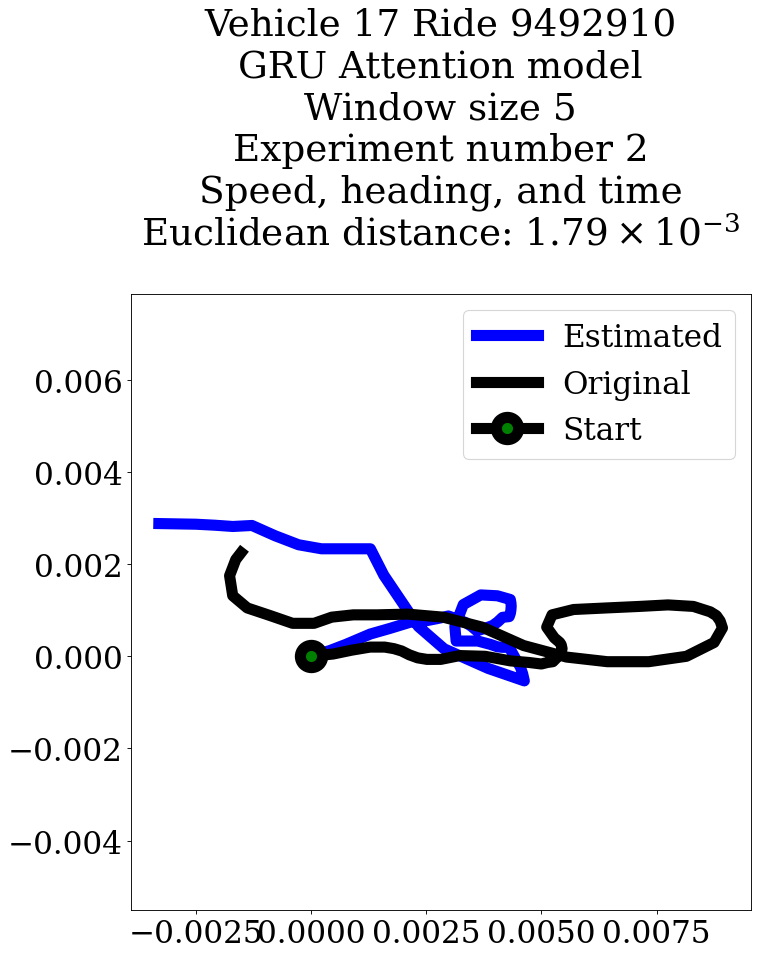 Vehicle 17 Ride 9492910
GRU Attention model
Window size 5
Experiment number 2
Speed, heading, and time
Euclidean distance: 1.79 × 10⁻³
Estimated
Original
Start
0.006
0.004
0.002
0.000
−0.002
−0.004
−0.0025 0.0000 0.0025 0.0050 0.0075